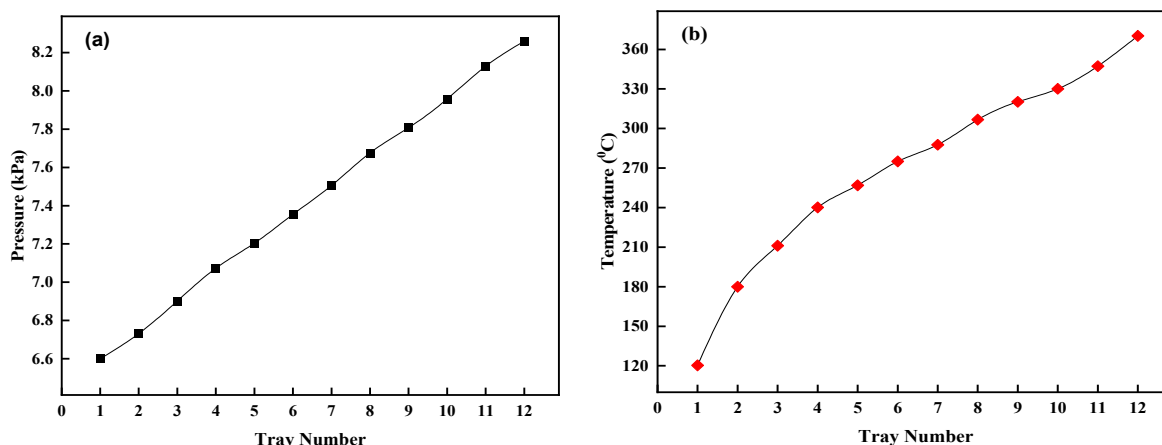 (a)
8.2
8.0
7.8
7.6
7.4
7.2
7.0
6.8
6.6
Pressure (kPa)
0 1 2 3 4 5 6 7 8 9 10 11 12
Tray Number
(b)
360
330
300
270
240
210
180
150
120
Temperature (⁰C)
0 1 2 3 4 5 6 7 8 9 10 11 12
Tray Number